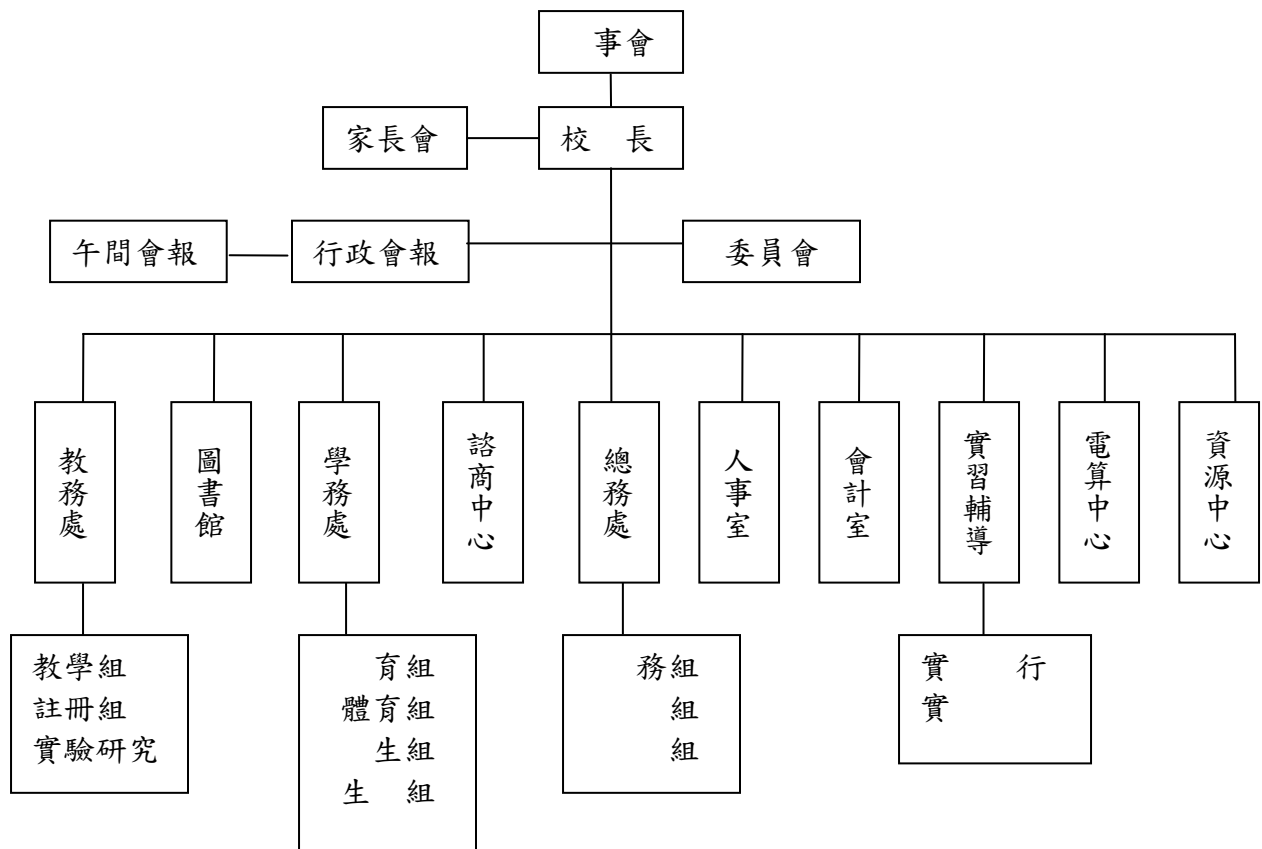 事會
家長會
校 長
午間會報
行政會報
委員會
教務處
圖書館
學務處
諮商中心
總務處
人事室
會計室
實習輔導
電算中心
資源中心
教學組
註冊組
實驗研究
育組
體育組
生組
生 組
務組
組
組
實 行
實